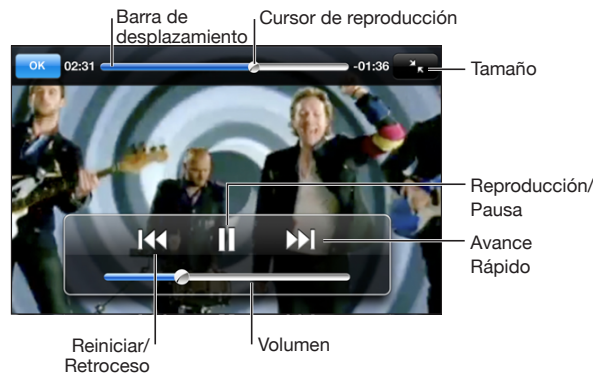 Barra de
desplazamiento
Cursor de reproducción
OK
02:31
-01:36
Tamaño
Reproducción/
Pausa
Avance
Rápido
Reiniciar/
Retroceso
Volumen